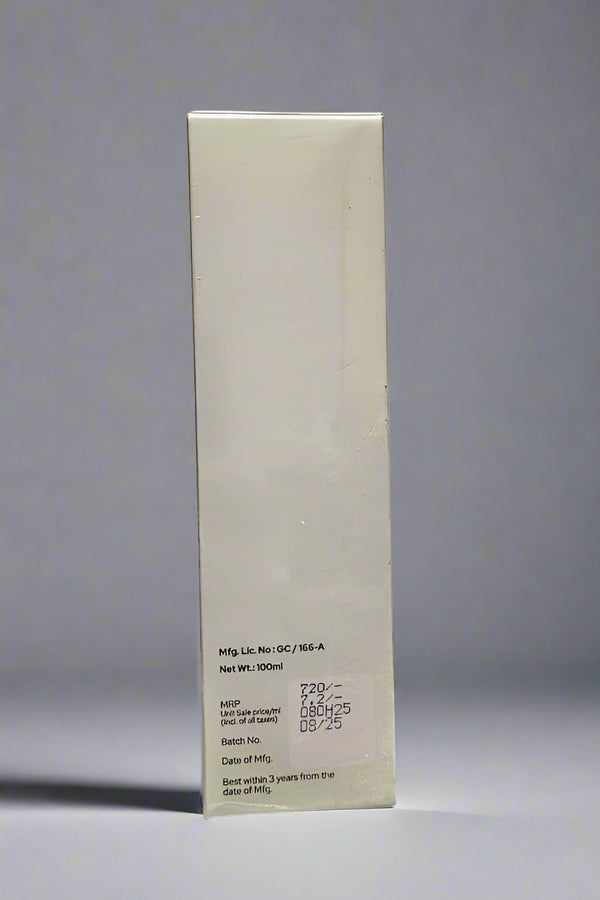 Mfg. Lic. No : GC / 166-A
Net Wt.: 100ml
MRP 720/-
Unit Sale price/ml 7.2/-
(incl. of all taxes)
Batch No. 080H25
Date of Mfg. 08/25
Best within 3 years from the
date of Mfg.